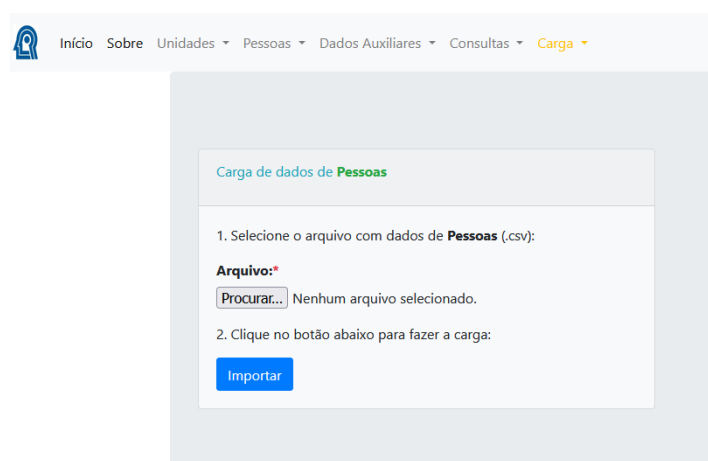 Início Sobre Unidades Pessoas Dados Auxiliares Consultas Carga
Carga de dados de Pessoas
1. Selecione o arquivo com dados de Pessoas (.csv):
Arquivo:*
Procurar... Nenhum arquivo selecionado.
2. Clique no botão abaixo para fazer a carga:
Importar